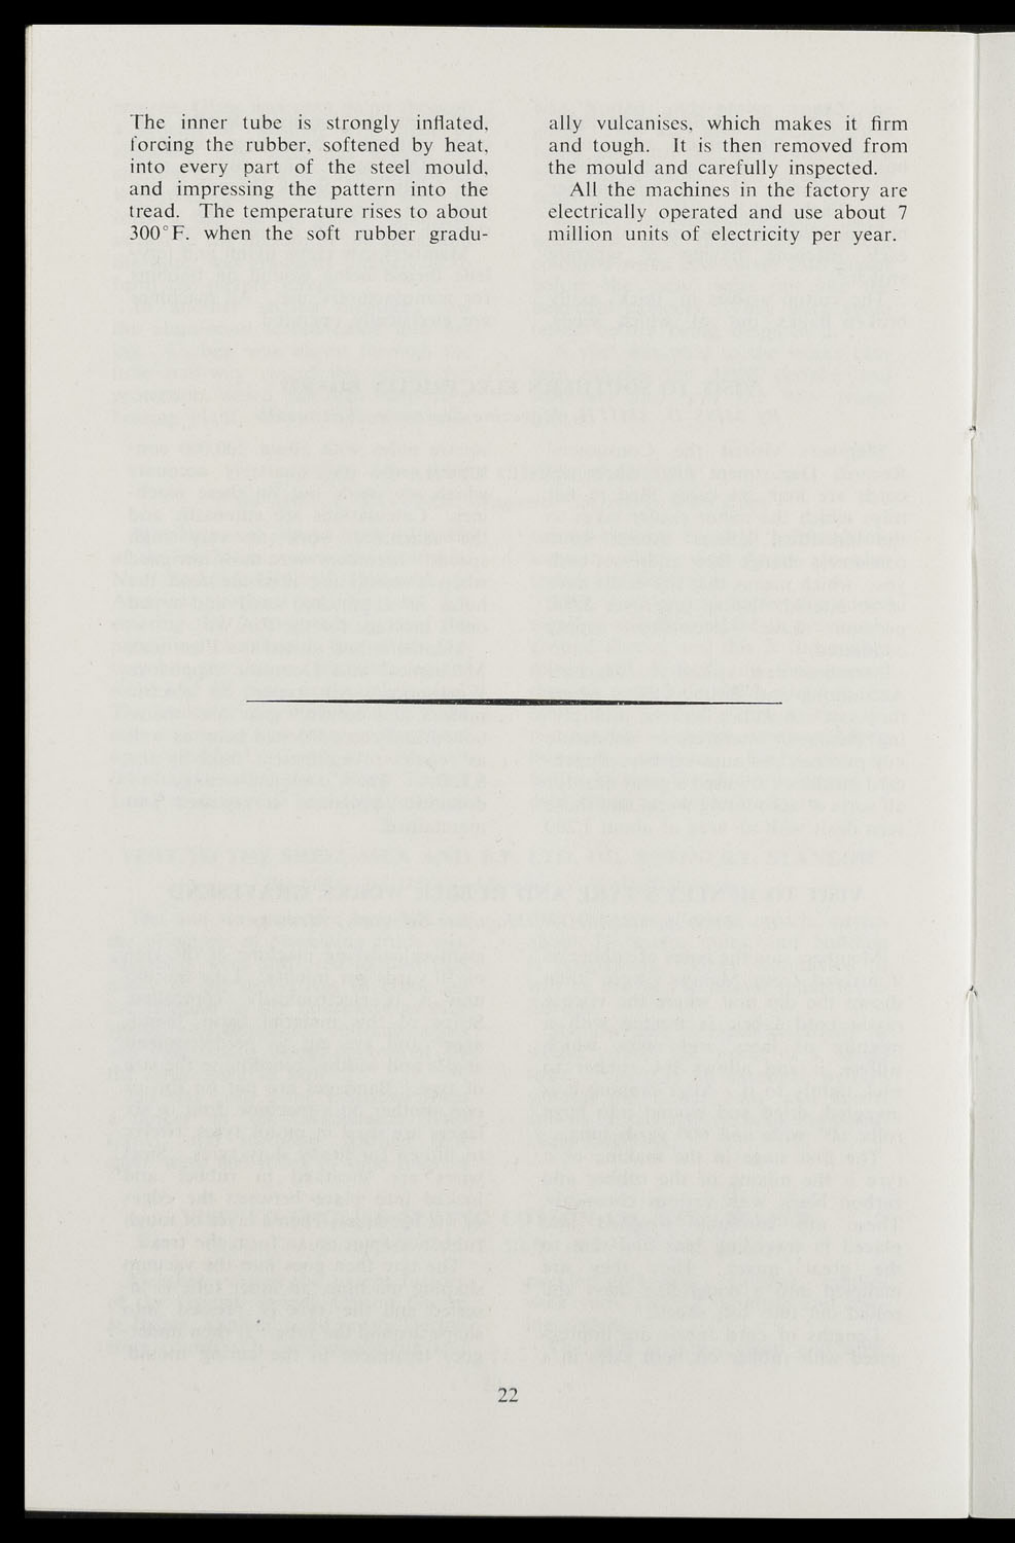 The inner tube is strongly inflated,
forcing the rubber, softened by heat,
into every part of the steel mould,
and impressing the pattern into the
tread. The temperature rises to about
300°F. when the soft rubber gradu-
ally vulcanises, which makes it firm
and tough. It is then removed from
the mould and carefully inspected.
All the machines in the factory are
electrically operated and use about 7
million units of electricity per year.
22